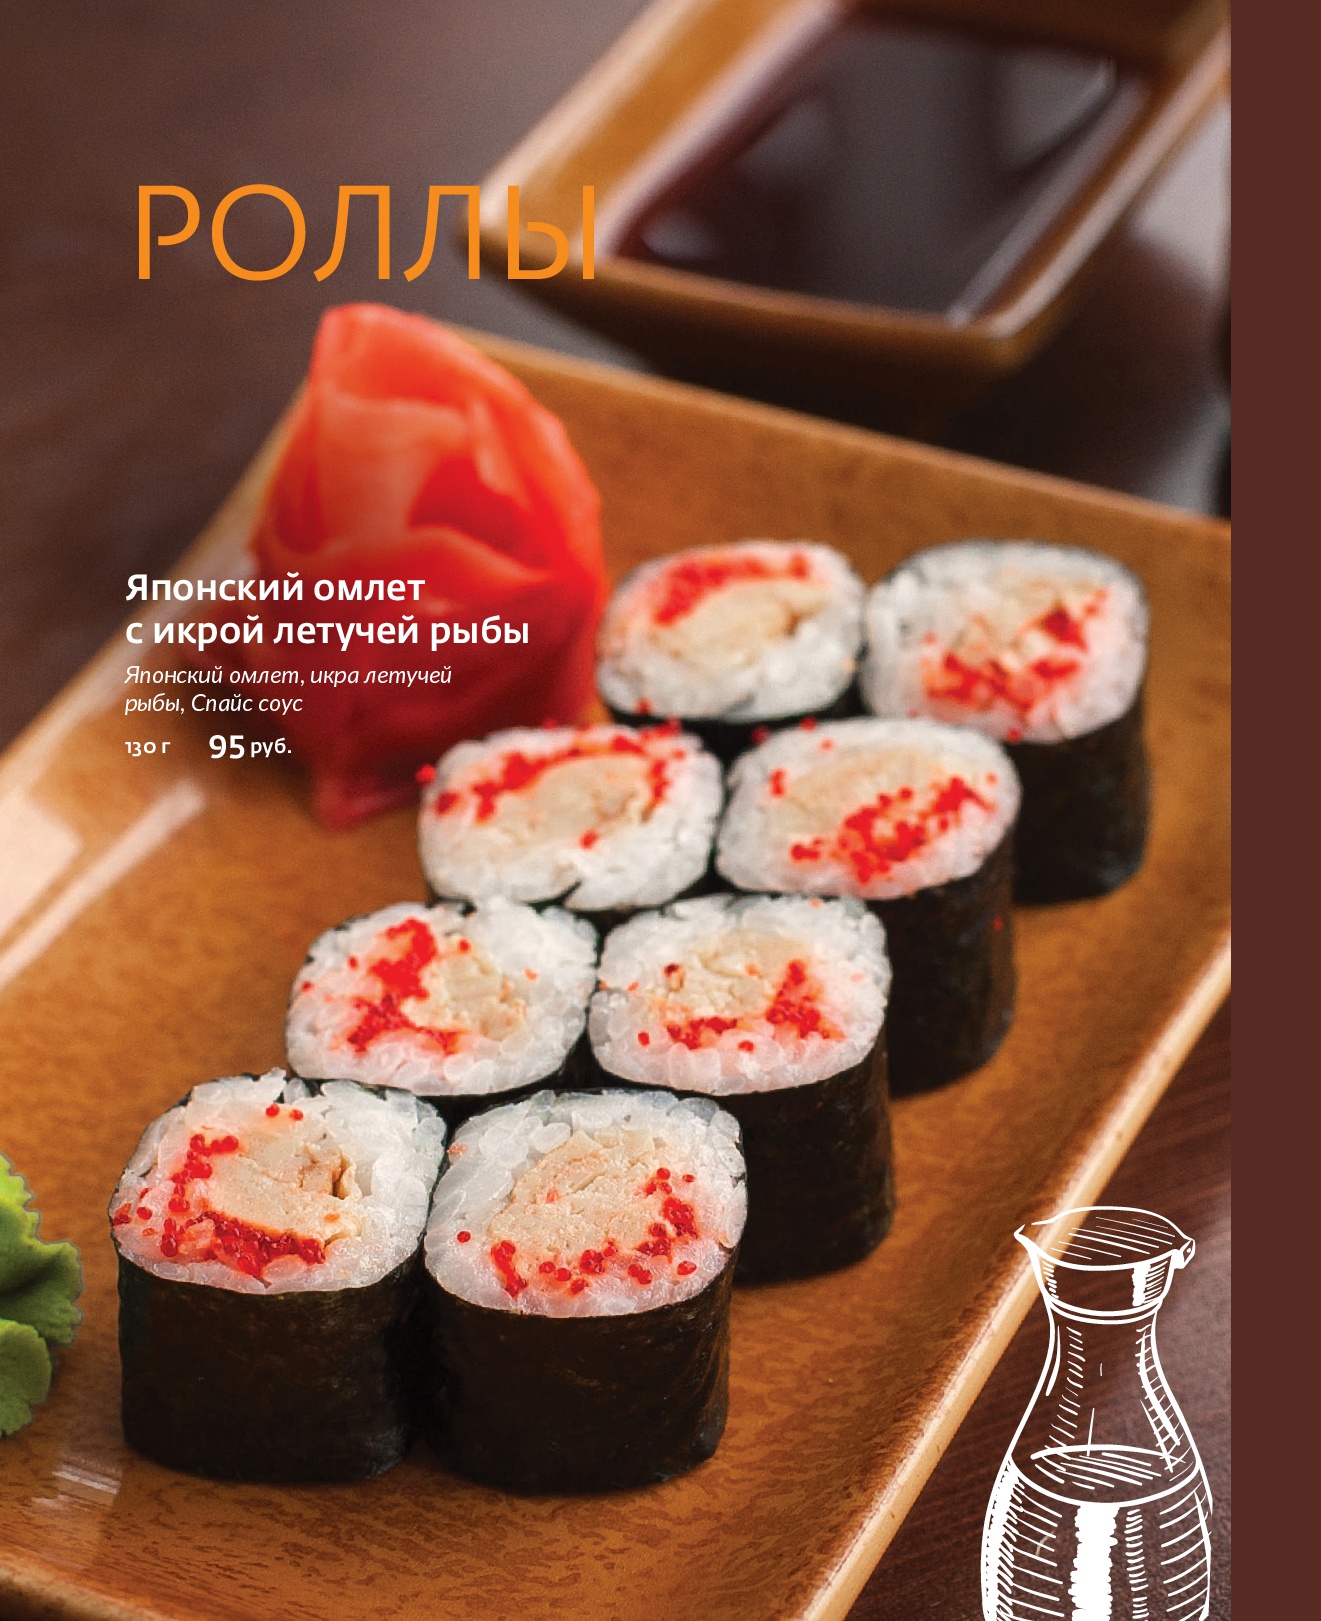 РОЛЛЫ
Японский омлет
с икрой летучей рыбы
Японский омлет, икра летучей
рыбы, Спайс соус
130 г 95 руб.